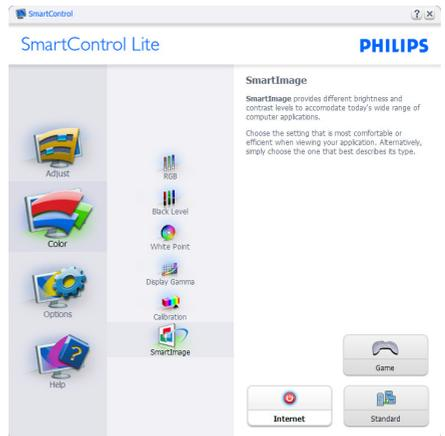 SmartControl
SmartControl Lite
PHILIPS
Adjust
Color
Options
Help
RGB
Black Level
White Point
Display Gamma
Calibration
SmartImage
SmartImage
SmartImage provides different brightness and
contrast levels to accomodate today's wide range of
computer applications.
Choose the setting that is most comfortable or
efficient when viewing your application. Alternatively,
simply choose the one that best describes its type.
Game
Internet
Standard